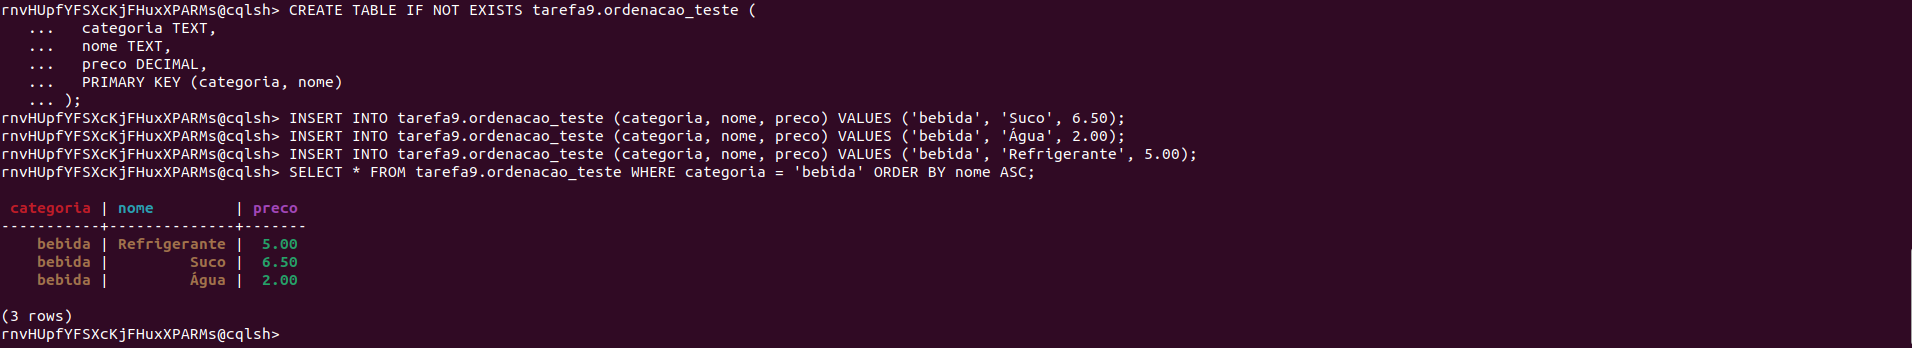 rnvHUpfYFSXcKjFHuxXPARMs@cqlsh> CREATE TABLE IF NOT EXISTS tarefa9.ordenacao_teste (
   ...   categoria TEXT,
   ...   nome TEXT,
   ...   preco DECIMAL,
   ...   PRIMARY KEY (categoria, nome)
   ... );
rnvHUpfYFSXcKjFHuxXPARMs@cqlsh> INSERT INTO tarefa9.ordenacao_teste (categoria, nome, preco) VALUES ('bebida', 'Suco', 6.50);
rnvHUpfYFSXcKjFHuxXPARMs@cqlsh> INSERT INTO tarefa9.ordenacao_teste (categoria, nome, preco) VALUES ('bebida', 'Água', 2.00);
rnvHUpfYFSXcKjFHuxXPARMs@cqlsh> INSERT INTO tarefa9.ordenacao_teste (categoria, nome, preco) VALUES ('bebida', 'Refrigerante', 5.00);
rnvHUpfYFSXcKjFHuxXPARMs@cqlsh> SELECT * FROM tarefa9.ordenacao_teste WHERE categoria = 'bebida' ORDER BY nome ASC;
 categoria | nome         | preco
-----------+--------------+-------
    bebida | Refrigerante |  5.00
    bebida |         Suco |  6.50
    bebida |         Água |  2.00
(3 rows)
rnvHUpfYFSXcKjFHuxXPARMs@cqlsh>